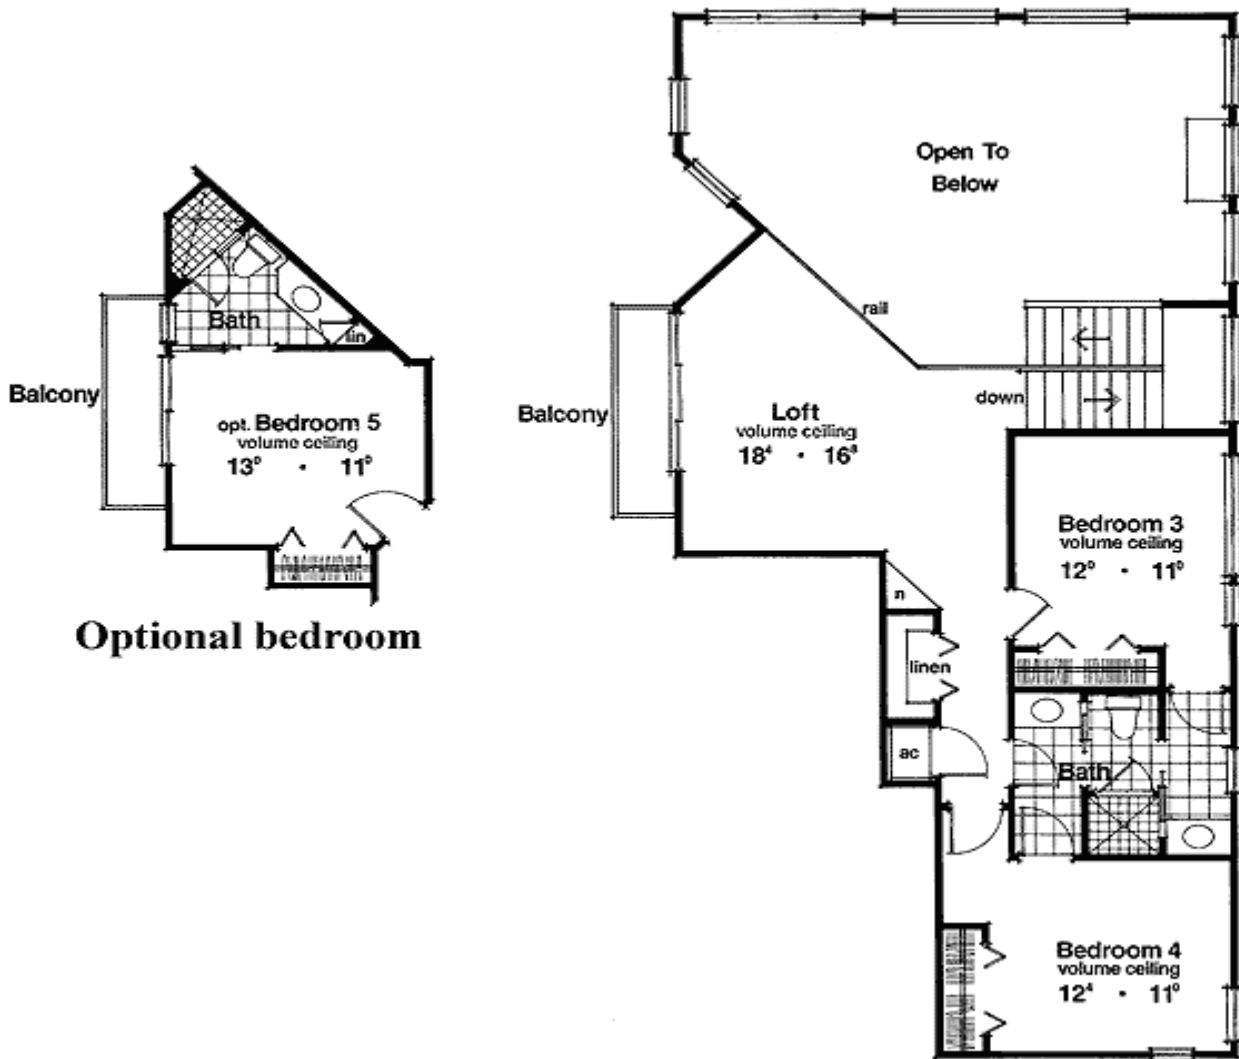 Bath
lin
Balcony
opt. Bedroom 5
volume ceiling
13⁰ · 11⁰
Optional bedroom
Open To
Below
rail
down
Balcony
Loft
volume ceiling
18⁴ · 16³
Bedroom 3
volume ceiling
12⁰ · 11⁰
n
linen
ac
Bath
Bedroom 4
volume ceiling
12⁴ · 11⁰